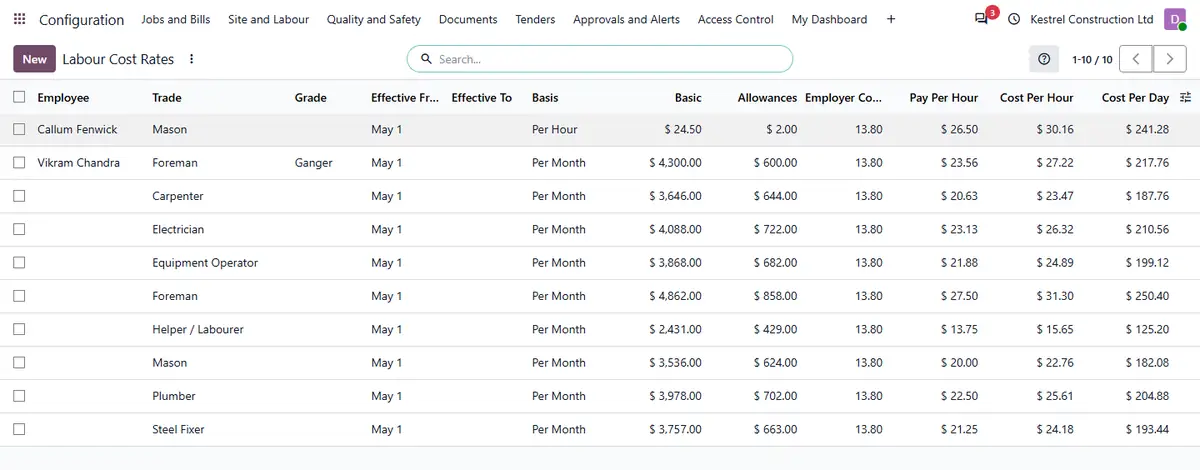 Configuration Jobs and Bills Site and Labour Quality and Safety Documents Tenders Approvals and Alerts Access Control My Dashboard + 3 Kestrel Construction Ltd D
New Labour Cost Rates Search... 1-10 / 10
Employee Trade Grade Effective Fr... Effective To Basis Basic Allowances Employer Co... Pay Per Hour Cost Per Hour Cost Per Day
Callum Fenwick Mason May 1 Per Hour $ 24.50 $ 2.00 13.80 $ 26.50 $ 30.16 $ 241.28
Vikram Chandra Foreman Ganger May 1 Per Month $ 4,300.00 $ 600.00 13.80 $ 23.56 $ 27.22 $ 217.76
Carpenter May 1 Per Month $ 3,646.00 $ 644.00 13.80 $ 20.63 $ 23.47 $ 187.76
Electrician May 1 Per Month $ 4,088.00 $ 722.00 13.80 $ 23.13 $ 26.32 $ 210.56
Equipment Operator May 1 Per Month $ 3,868.00 $ 682.00 13.80 $ 21.88 $ 24.89 $ 199.12
Foreman May 1 Per Month $ 4,862.00 $ 858.00 13.80 $ 27.50 $ 31.30 $ 250.40
Helper / Labourer May 1 Per Month $ 2,431.00 $ 429.00 13.80 $ 13.75 $ 15.65 $ 125.20
Mason May 1 Per Month $ 3,536.00 $ 624.00 13.80 $ 20.00 $ 22.76 $ 182.08
Plumber May 1 Per Month $ 3,978.00 $ 702.00 13.80 $ 22.50 $ 25.61 $ 204.88
Steel Fixer May 1 Per Month $ 3,757.00 $ 663.00 13.80 $ 21.25 $ 24.18 $ 193.44